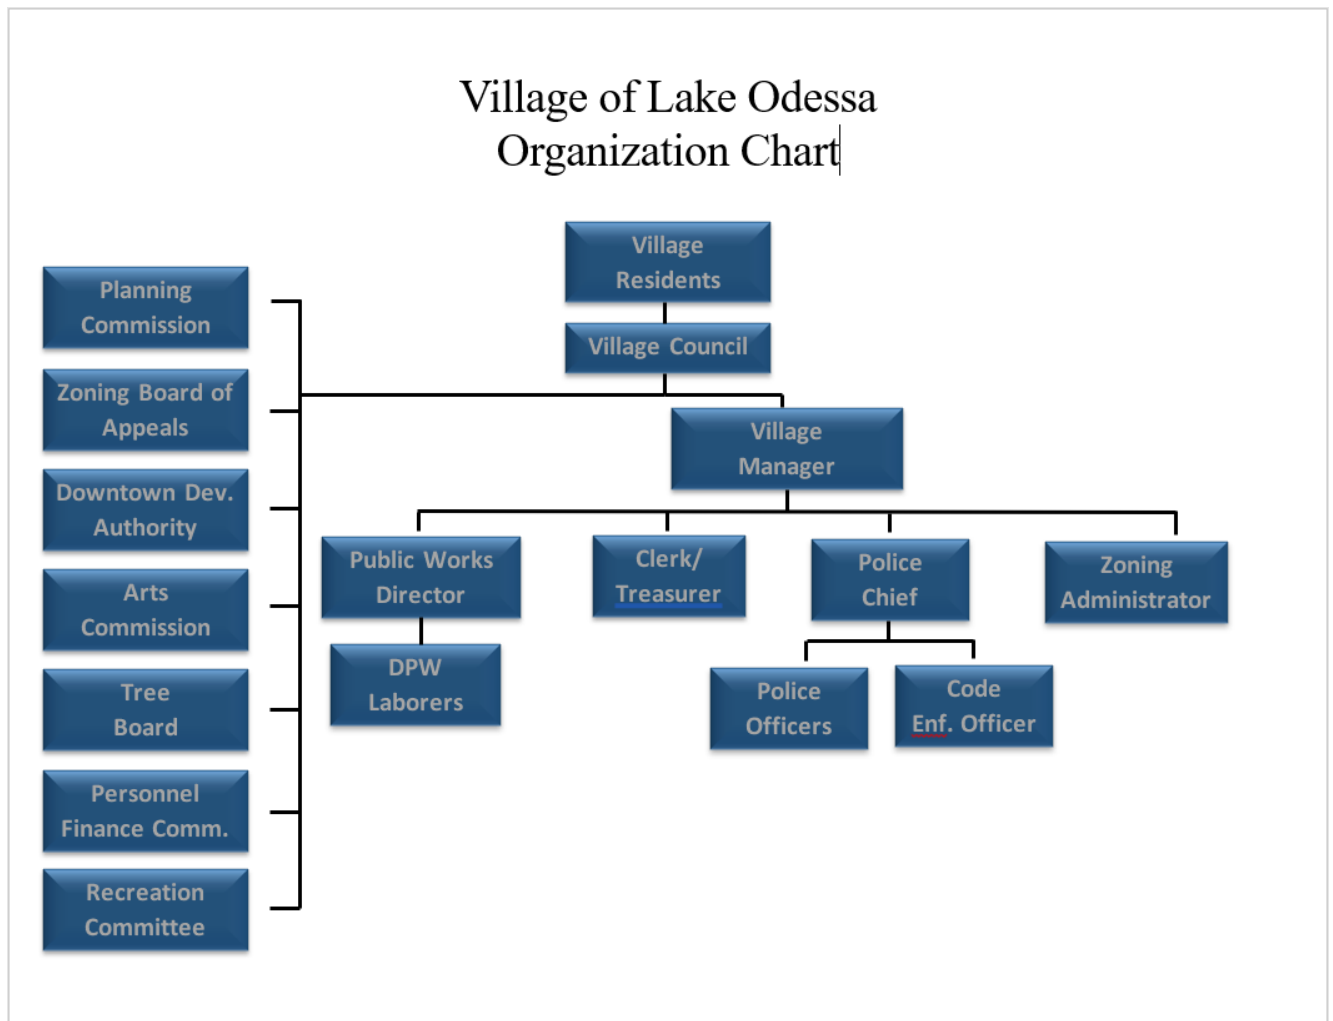 Village of Lake Odessa
Organization Chart
Village
Residents
Village Council
Village
Manager
Planning
Commission
Zoning Board of
Appeals
Downtown Dev.
Authority
Arts
Commission
Tree
Board
Personnel
Finance Comm.
Recreation
Committee
Public Works
Director
Clerk/
Treasurer
Police
Chief
Zoning
Administrator
DPW
Laborers
Police
Officers
Code
Enf. Officer